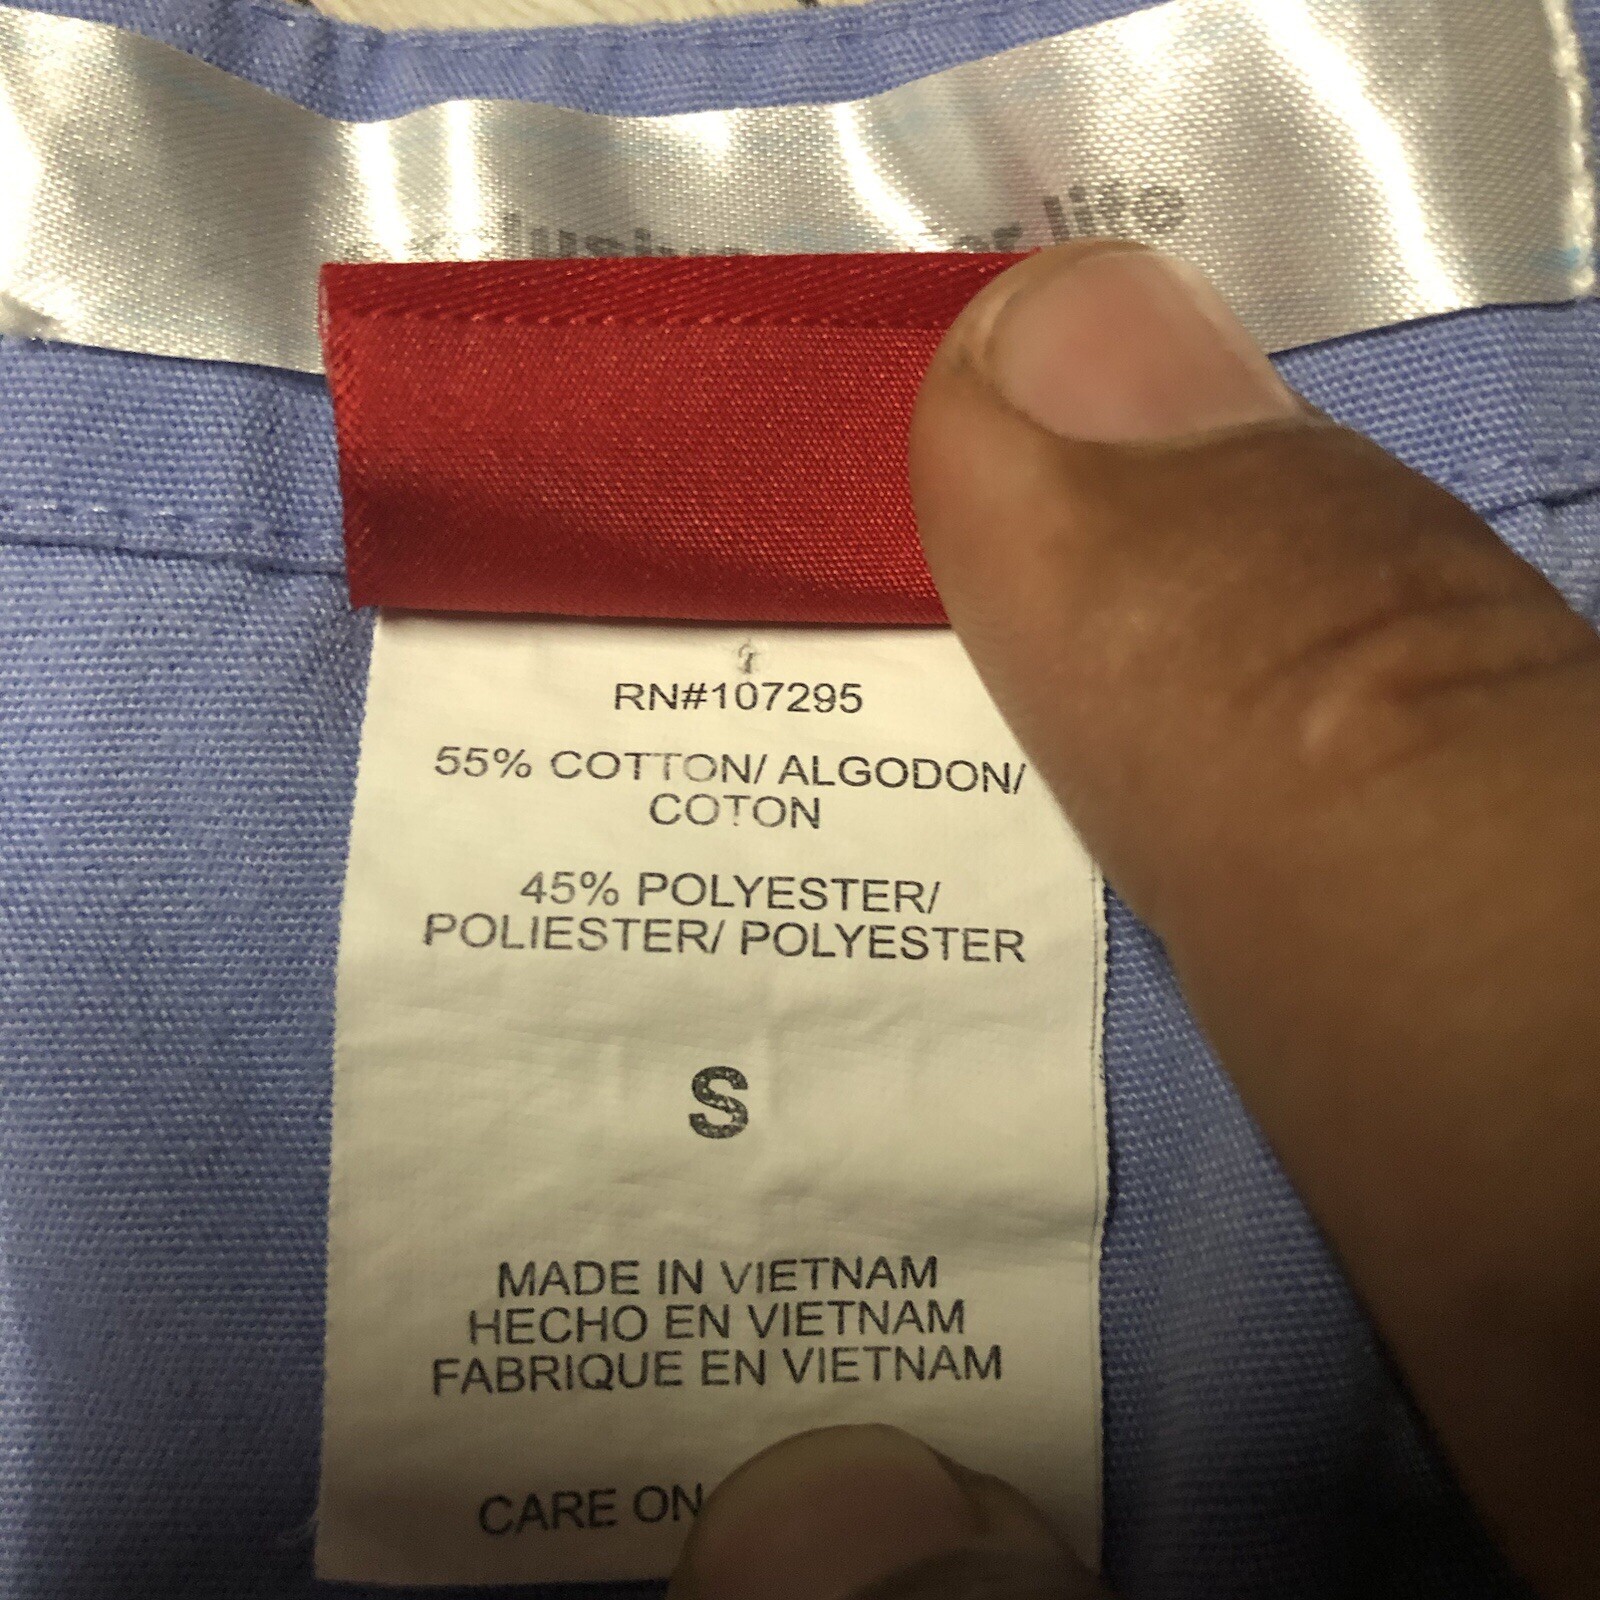 life
RN#107295
55% COTTON/ ALGODON/
COTON
45% POLYESTER/
POLIESTER/ POLYESTER
S
MADE IN VIETNAM
HECHO EN VIETNAM
FABRIQUE EN VIETNAM
CARE ON